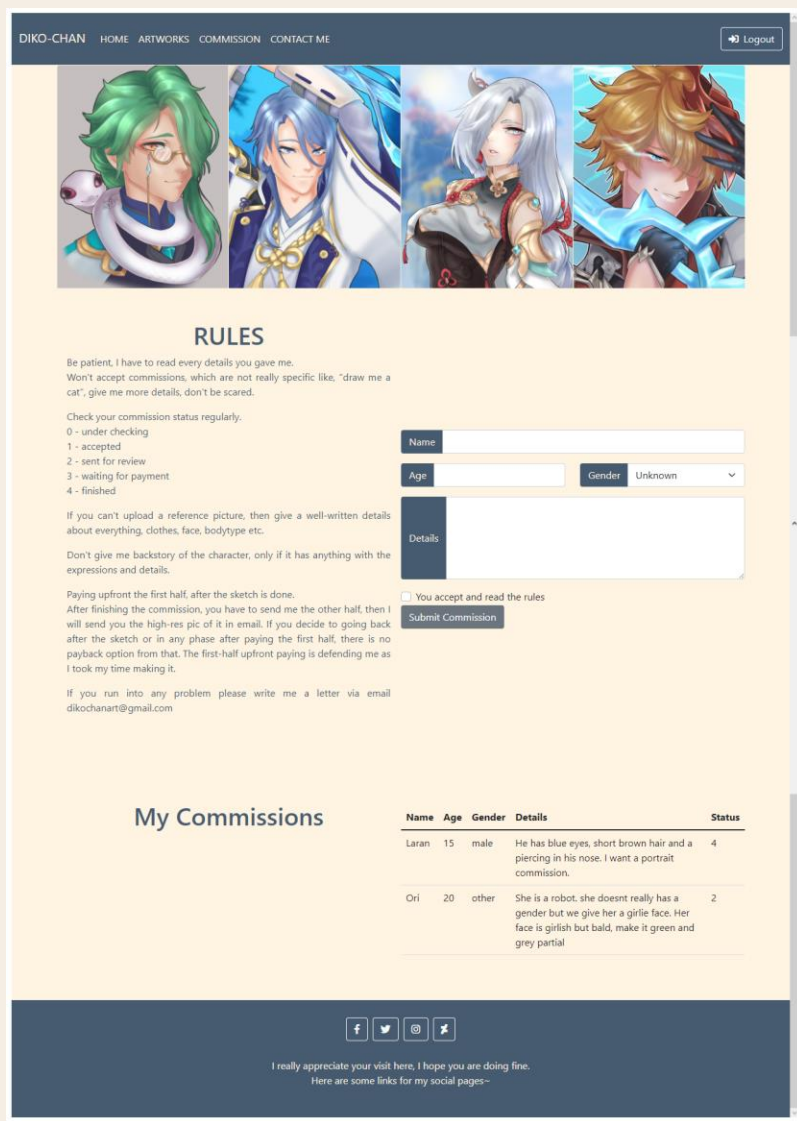 DIKO-CHAN HOME ARTWORKS COMMISSION CONTACT ME Logout
RULES
Be patient, I have to read every details you gave me.
Won't accept commissions, which are not really specific like, "draw me a
cat", give me more details, don't be scared.
Check your commission status regularly.
0 - under checking
1 - accepted
2 - sent for review
3 - waiting for payment
4 - finished
If you can't upload a reference picture, then give a well-written details
about everything, clothes, face, bodytype etc.
Don't give me backstory of the character, only if it has anything with the
expressions and details.
Paying upfront the first half, after the sketch is done.
After finishing the commission, you have to send me the other half, then I
will send you the high-res pic of it in email. If you decide to going back
after the sketch or in any phase after paying the first half, there is no
payback option from that. The first-half upfront paying is defending me as
I took my time making it.
If you run into any problem please write me a letter via email
dikochanart@gmail.com
Name
Age Gender Unknown
Details
You accept and read the rules
Submit Commission
My Commissions
Name Age Gender Details Status
Laran 15 male He has blue eyes, short brown hair and a 4
piercing in his nose. I want a portrait
commission.
Ori 20 other She is a robot. she doesnt really has a 2
gender but we give her a girlie face. Her
face is girlish but bald, make it green and
grey partial
I really appreciate your visit here, I hope you are doing fine.
Here are some links for my social pages~